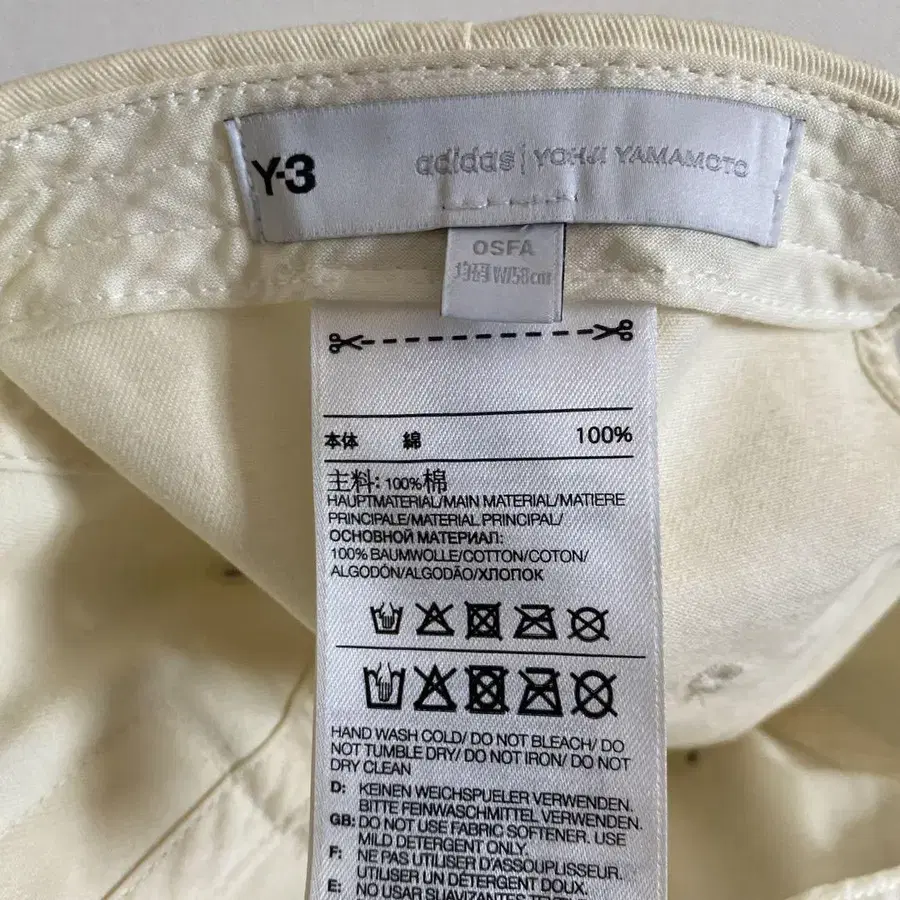 Y-3 adidas | YOHJI YAMAMOTO
OSFA
均码 W/58cm
本体 綿 100%
主料: 100%棉
HAUPTMATERIAL/MAIN MATERIAL/MATIERE
PRINCIPALE/MATERIAL PRINCIPAL/
ОСНОВНОЙ МАТЕРИАЛ:
100% BAUMWOLLE/COTTON/COTON/
ALGODÓN/ALGODÃO/ХЛОПОК
HAND WASH COLD/ DO NOT BLEACH/ DO
NOT TUMBLE DRY/ DO NOT IRON/ DO NOT
DRY CLEAN
D: KEINEN WEICHSPUELER VERWENDEN.
BITTE FEINWASCHMITTEL VERWENDEN.
GB: DO NOT USE FABRIC SOFTENER. USE
MILD DETERGENT ONLY.
F: NE PAS UTILISER D'ASSOUPLISSEUR.
UTILISER UN DETERGENT DOUX.
E: NO USAR SUAVIZANTES